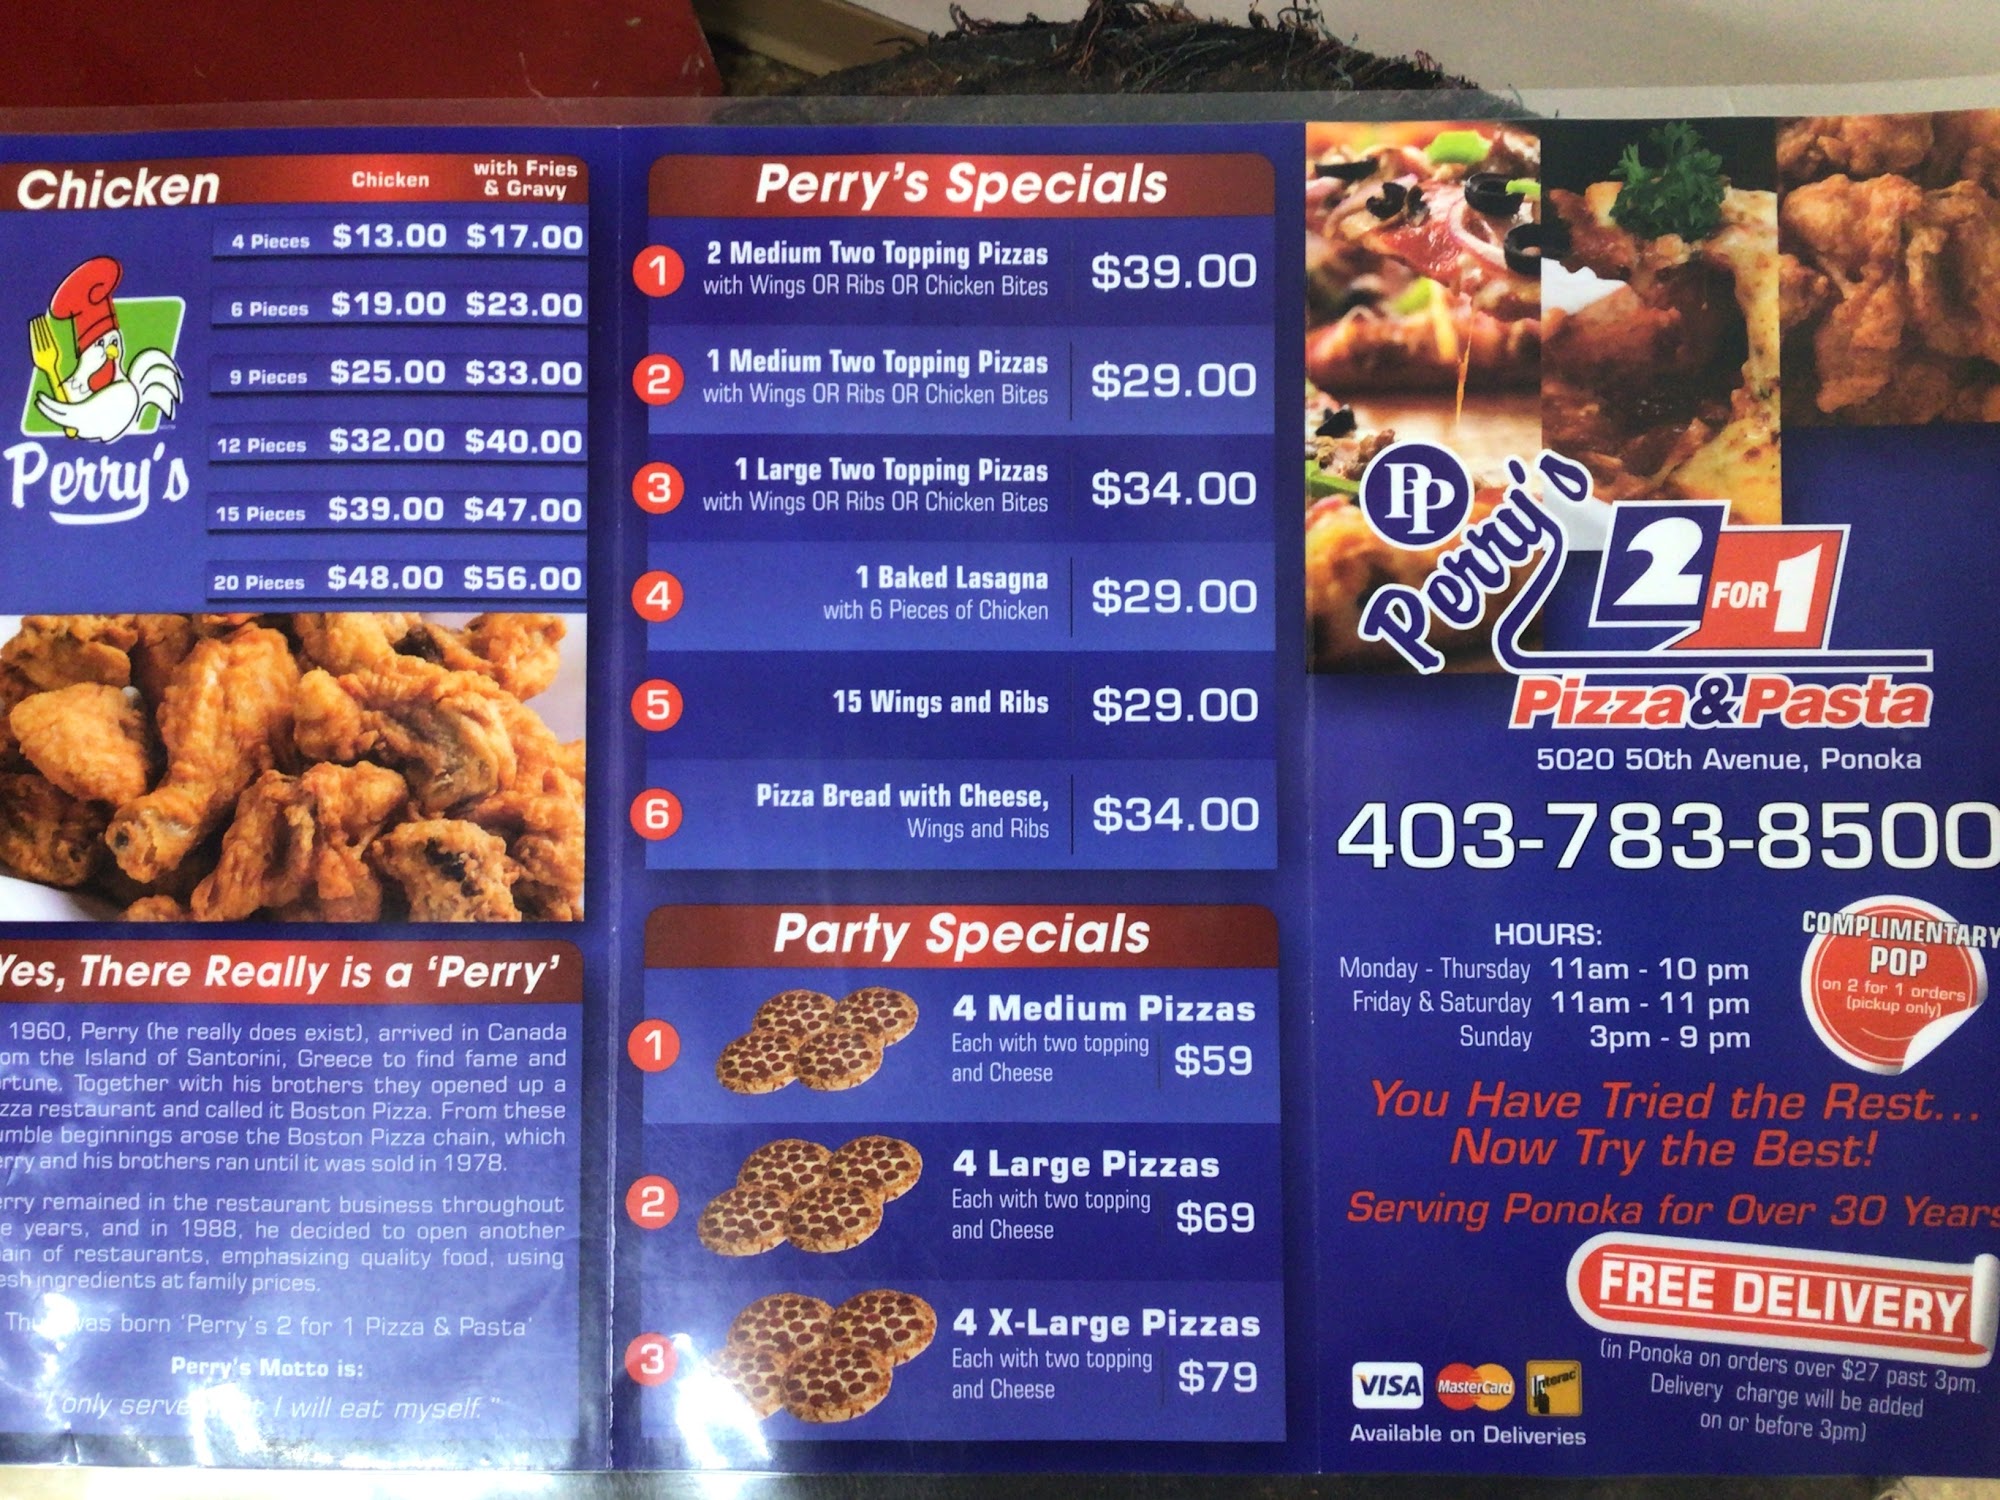 Chicken
Chicken
with Fries
& Gravy
4 Pieces $13.00 $17.00
6 Pieces $19.00 $23.00
9 Pieces $25.00 $33.00
12 Pieces $32.00 $40.00
15 Pieces $39.00 $47.00
20 Pieces $48.00 $56.00
Perry's
Yes, There Really is a 'Perry'
1960, Perry (he really does exist), arrived in Canada
the Island of Santorini, Greece to find fame and
Together with his brothers they opened up a
restaurant and called it Boston Pizza. From these
beginnings arose the Boston Pizza chain, which
and his brothers ran until it was sold in 1978.
remained in the restaurant business throughout
years, and in 1988, he decided to open another
of restaurants, emphasizing quality food, using
ingredients at family prices.
was born 'Perry's 2 for 1 Pizza & Pasta'
Perry's Motto is:
only serve I will eat myself."
Perry's Specials
1 2 Medium Two Topping Pizzas
with Wings OR Ribs OR Chicken Bites
$39.00
2 1 Medium Two Topping Pizzas
with Wings OR Ribs OR Chicken Bites
$29.00
3 1 Large Two Topping Pizzas
with Wings OR Ribs OR Chicken Bites
$34.00
4 1 Baked Lasagna
with 6 Pieces of Chicken
$29.00
5 15 Wings and Ribs $29.00
6 Pizza Bread with Cheese,
Wings and Ribs
$34.00
Party Specials
1 4 Medium Pizzas
Each with two topping
and Cheese
$59
2 4 Large Pizzas
Each with two topping
and Cheese
$69
3 4 X-Large Pizzas
Each with two topping
and Cheese
$79
PP
Perry's
2 FOR 1
Pizza & Pasta
5020 50th Avenue, Ponoka
403-783-8500
HOURS:
Monday - Thursday 11am - 10 pm
Friday & Saturday 11am - 11 pm
Sunday 3pm - 9 pm
COMPLIMENTARY
POP
on 2 for 1 orders
(pickup only)
You Have Tried the Rest...
Now Try the Best!
Serving Ponoka for Over 30 Years
FREE DELIVERY
(in Ponoka on orders over $27 past 3pm.
Delivery charge will be added
on or before 3pm)
VISA MasterCard Interac
Available on Deliveries